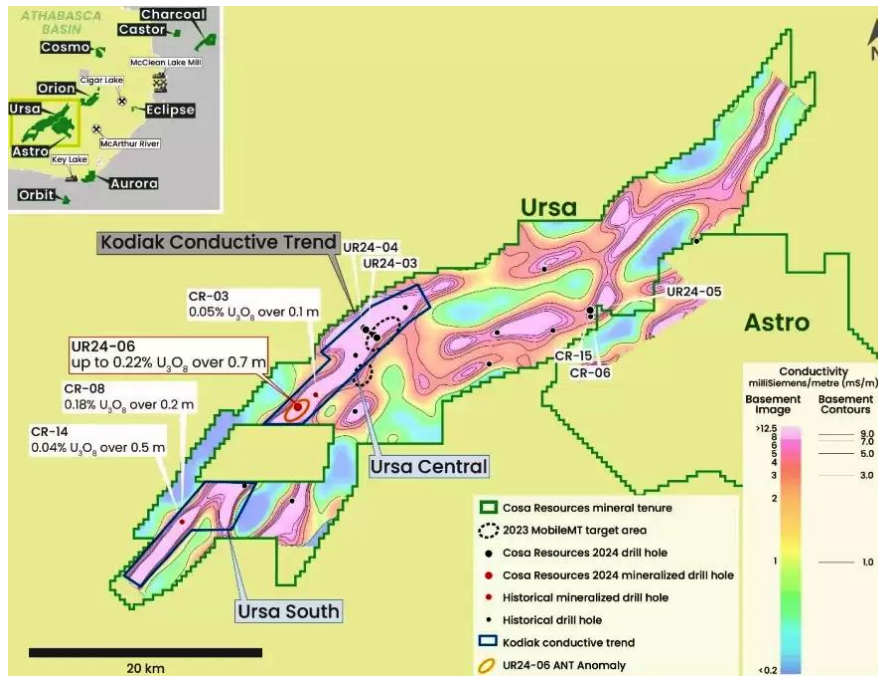 ATHABASCA
BASIN
Charcoal
Castor
Cosmo
McClean Lake Mill
Orion
Cigar Lake
Ursa
Eclipse
Astro
McArthur River
Key Lake
Aurora
Orbit
N
Ursa
Kodiak Conductive Trend
UR24-04
UR24-03
CR-03
0.05% U₃O₈ over 0.1 m
UR24-05
Astro
UR24-06
up to 0.22% U₃O₈ over 0.7 m
CR-15
CR-06
CR-08
0.18% U₃O₈ over 0.2 m
CR-14
0.04% U₃O₈ over 0.5 m
Ursa Central
Ursa South
20 km
Conductivity
milliSiemens/metre (mS/m)
Basement Basement
Image Contours
>12.5
8 9.0
6 7.0
5 5.0
4
3 3.0
2
1 1.0
<0.2
Cosa Resources mineral tenure
2023 MobileMT target area
Cosa Resources 2024 drill hole
Cosa Resources 2024 mineralized drill hole
Historical mineralized drill hole
Historical drill hole
Kodiak conductive trend
UR24-06 ANT Anomaly